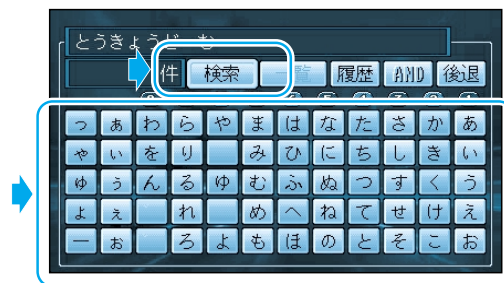 とうきょうどーむ
件 検索 一覧 履歴 AND 後退
っ ぁ わ ら や ま は な た さ か あ
ゃ ぃ を り み ひ に ち し き い
ゅ ぅ ん る ゆ む ふ ぬ つ す く う
ょ ぇ れ め へ ね て せ け え
ー ぉ ろ よ も ほ の と そ こ お